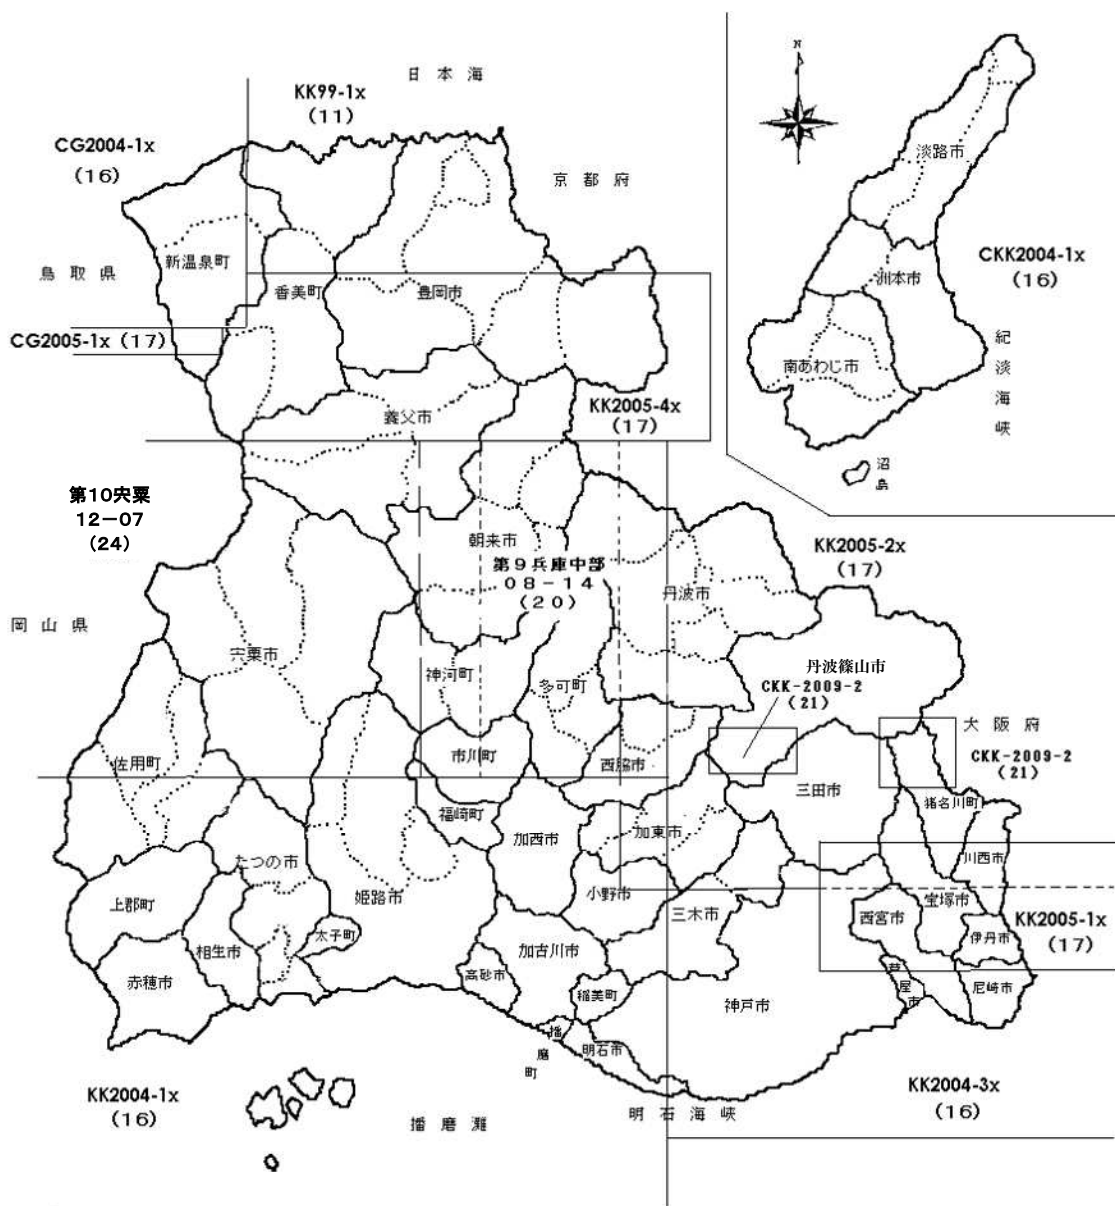 日本海
KK99-1x
(11)
CG2004-1x
(16)
京都府
N
淡路市
鳥取県
新温泉町
香美町
豊岡市
CKK2004-1x
(16)
洲本市
CG2005-1x (17)
紀淡海峡
南あわじ市
養父市
KK2005-4x
(17)
沼島
第10宍粟
12-07
(24)
朝来市
第9兵庫中部
08-14
(20)
KK2005-2x
(17)
丹波市
岡山県
宍粟市
神河町
多可町
丹波篠山市
CKK-2009-2
(21)
大阪府
CKK-2009-2
(21)
佐用町
市川町
西脇市
三田市
猪名川町
福崎町
加西市
加東市
川西市
たつの市
姫路市
小野市
三木市
宝塚市
西宮市
KK2005-1x
(17)
上郡町
相生市
太子町
伊丹市
加古川市
高砂市
赤穂市
稲美町
神戸市
芦屋市
尼崎市
播磨町
明石市
KK2004-1x
(16)
KK2004-3x
(16)
播磨灘
明石海峡